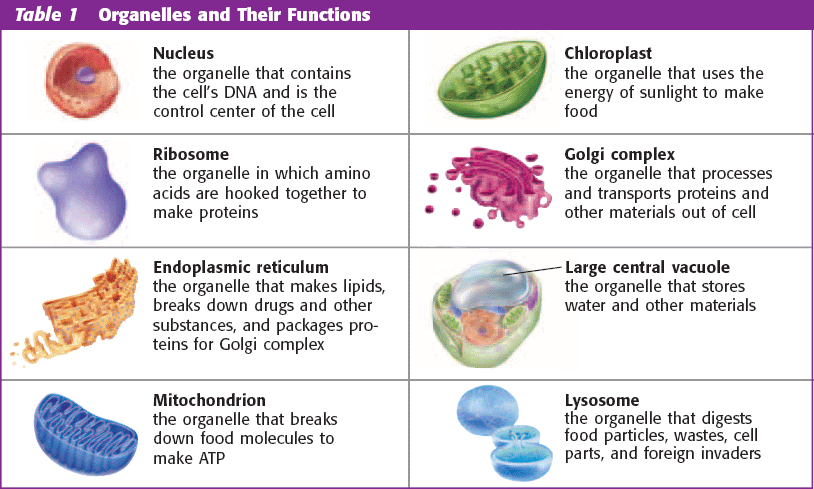 Table 1 Organelles and Their Functions
Nucleus
the organelle that contains
the cell's DNA and is the
control center of the cell
Chloroplast
the organelle that uses the
energy of sunlight to make
food
Ribosome
the organelle in which amino
acids are hooked together to
make proteins
Golgi complex
the organelle that processes
and transports proteins and
other materials out of cell
Endoplasmic reticulum
the organelle that makes lipids,
breaks down drugs and other
substances, and packages pro-
teins for Golgi complex
Large central vacuole
the organelle that stores
water and other materials
Mitochondrion
the organelle that breaks
down food molecules to
make ATP
Lysosome
the organelle that digests
food particles, wastes, cell
parts, and foreign invaders